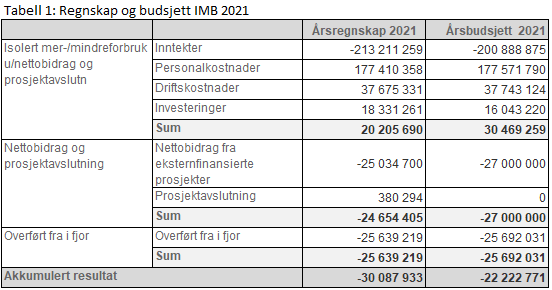 Tabell 1: Regnskap og budsjett IMB 2021
Årsregnskap 2021 Årsbudsjett 2021
Isolert mer-/mindreforbruk Inntekter -213 211 259 -200 888 875
u/nettobidrag og Personalkostnader 177 410 358 177 571 790
prosjektavslutn Driftskostnader 37 675 331 37 743 124
Investeringer 18 331 261 16 043 220
Sum 20 205 690 30 469 259
Nettobidrag og Nettobidrag fra
prosjektavslutning eksternfinansierte -25 034 700 -27 000 000
prosjekter
Prosjektavslutning 380 294 0
Sum -24 654 405 -27 000 000
Overført fra i fjor Overført fra i fjor -25 639 219 -25 692 031
Sum -25 639 219 -25 692 031
Akkumulert resultat -30 087 933 -22 222 771